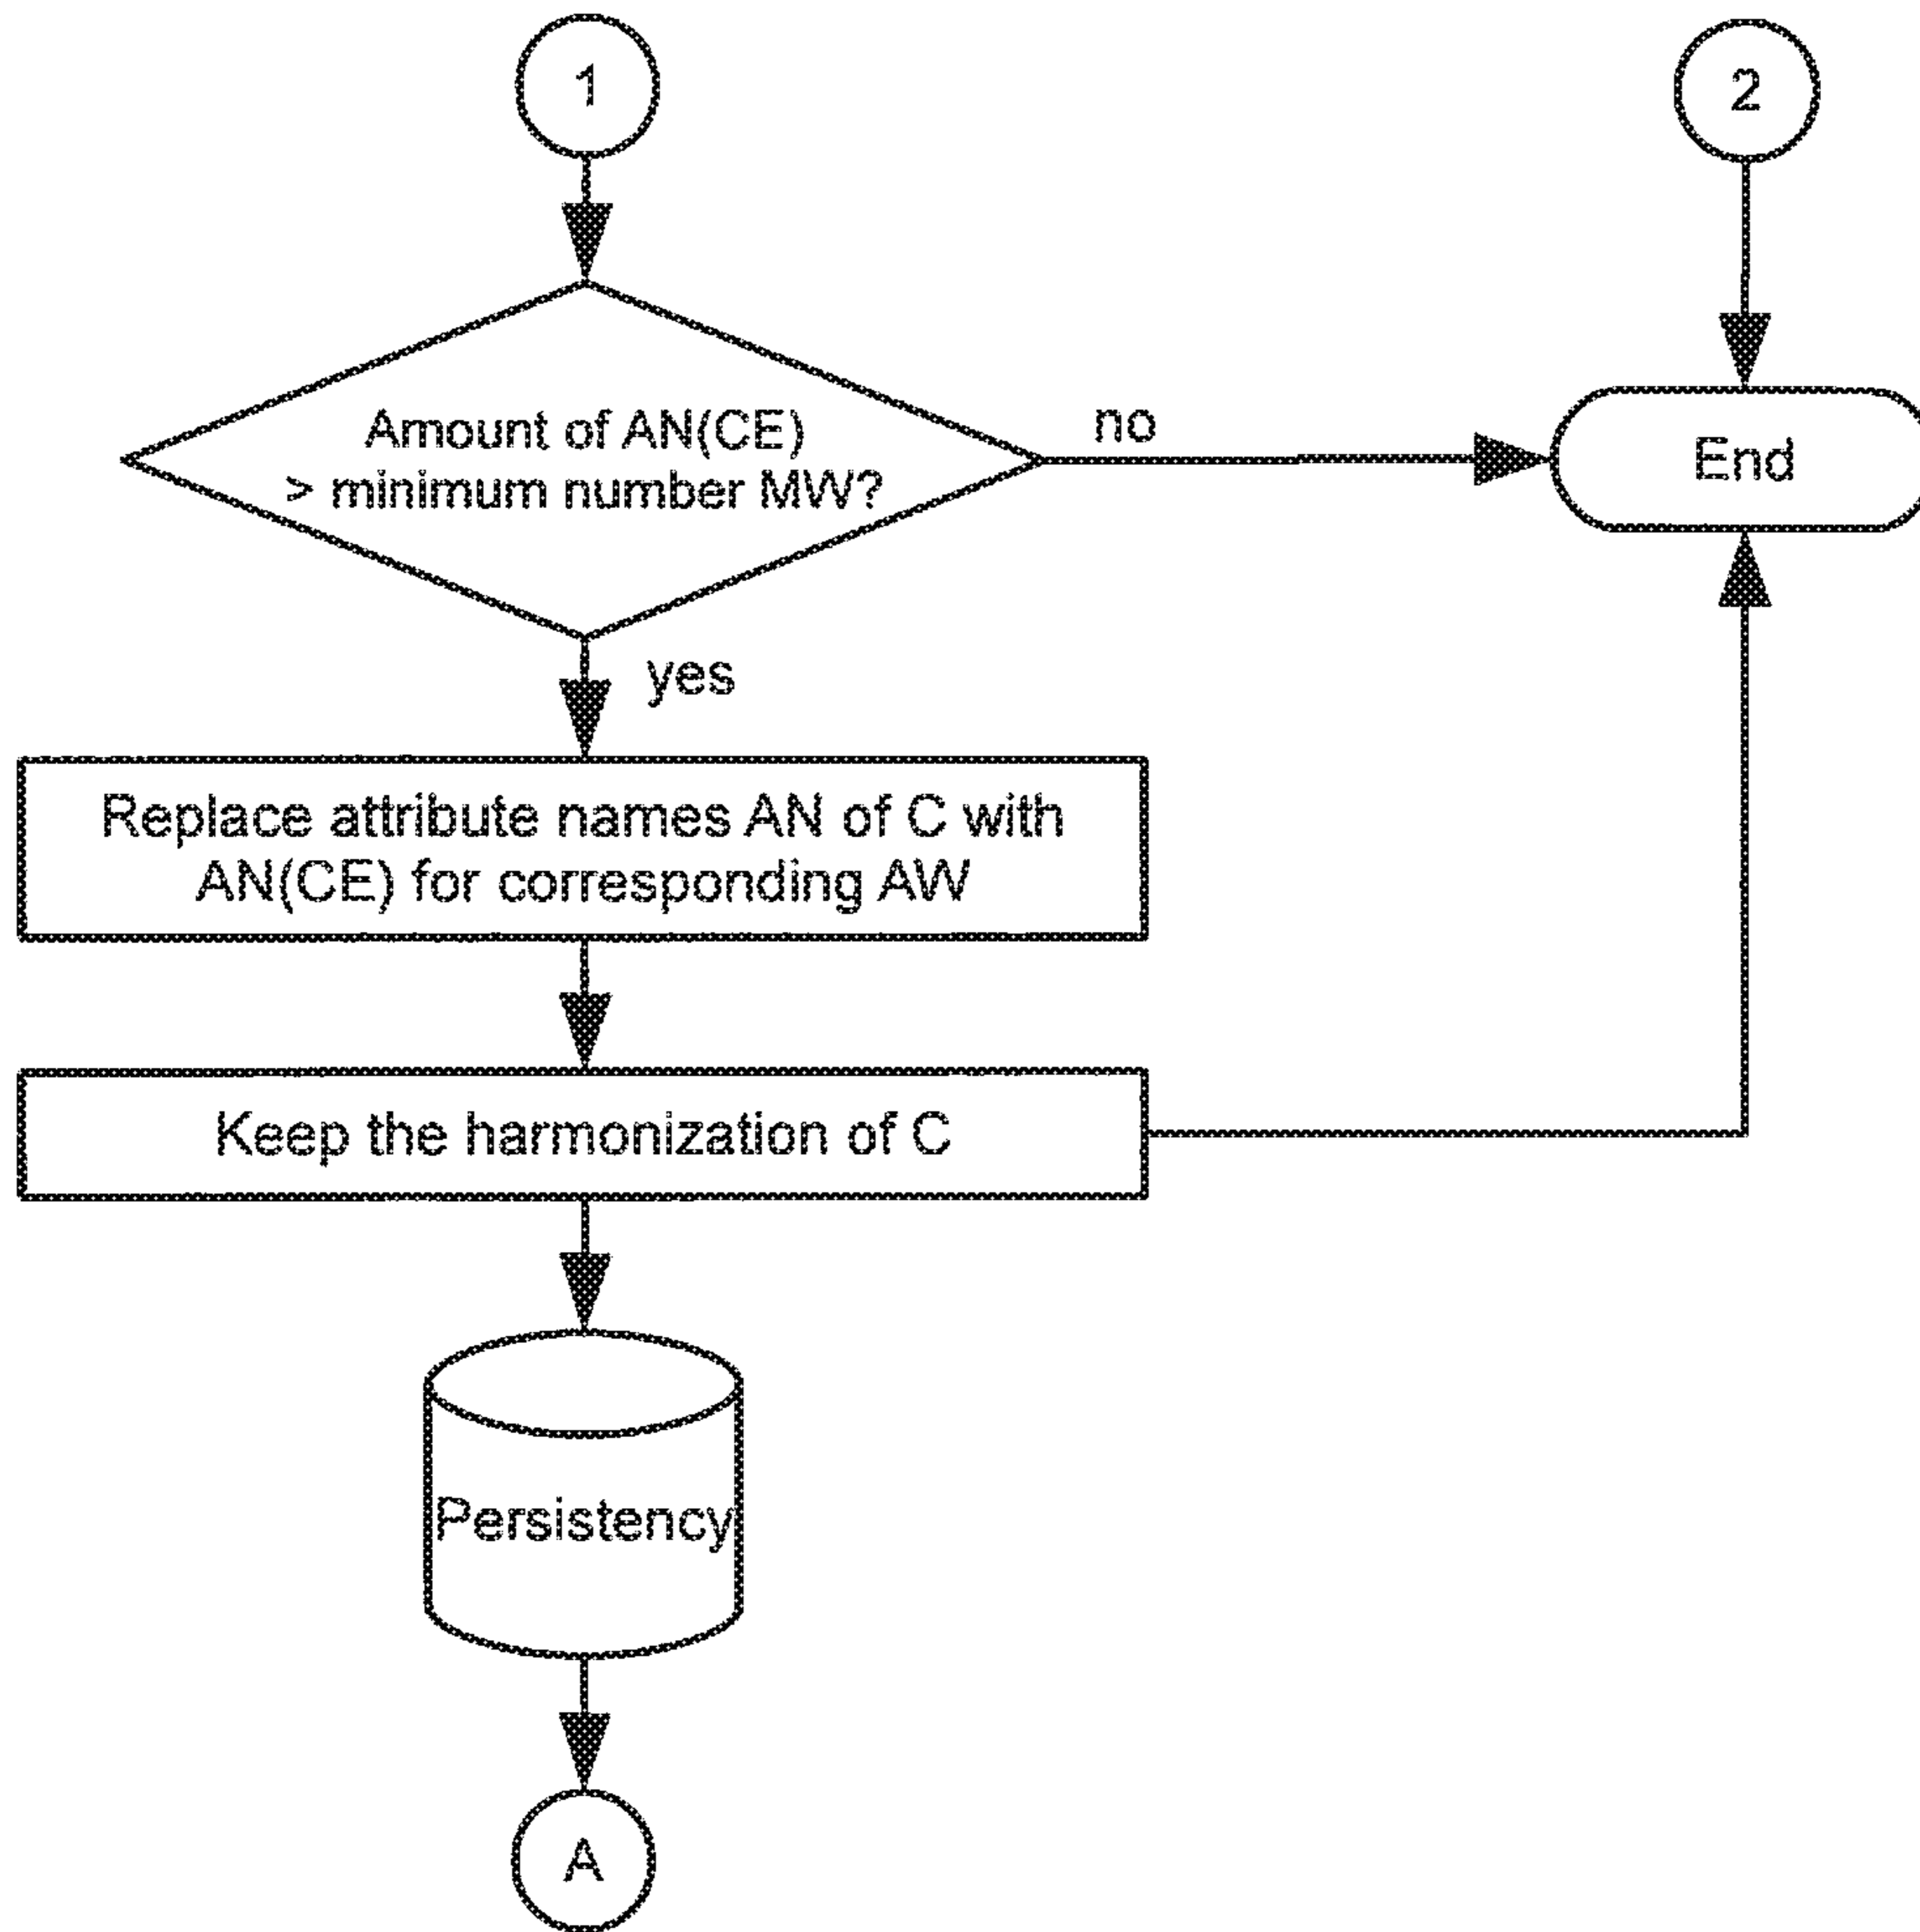 1
2
Amount of AN(CE)
> minimum number MW?
no
End
yes
Replace attribute names AN of C with
AN(CE) for corresponding AW
Keep the harmonization of C
Persistency
A